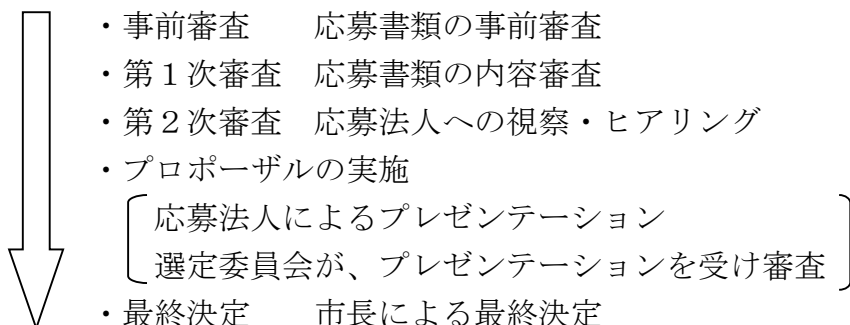 ・事前審査　　応募書類の事前審査
・第１次審査　応募書類の内容審査
・第２次審査　応募法人への視察・ヒアリング
・プロポーザルの実施
応募法人によるプレゼンテーション
選定委員会が、プレゼンテーションを受け審査
・最終決定　　市長による最終決定